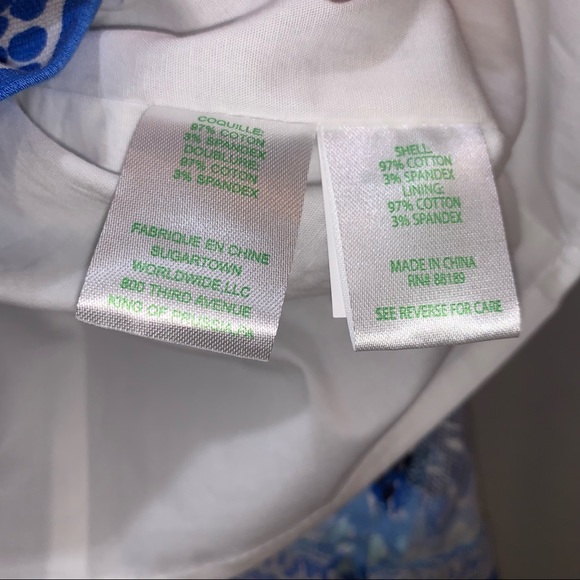 COQUILLE:
97% COTON
3% SPANDEX
DOUBLURE:
97% COTON
3% SPANDEX
FABRIQUE EN CHINE
SUGARTOWN
WORLDWIDE,LLC
800 THIRD AVENUE
KING OF PRUSSIA,PA
SHELL:
97% COTTON
3% SPANDEX
LINING:
97% COTTON
3% SPANDEX
MADE IN CHINA
RN# 88189
SEE REVERSE FOR CARE